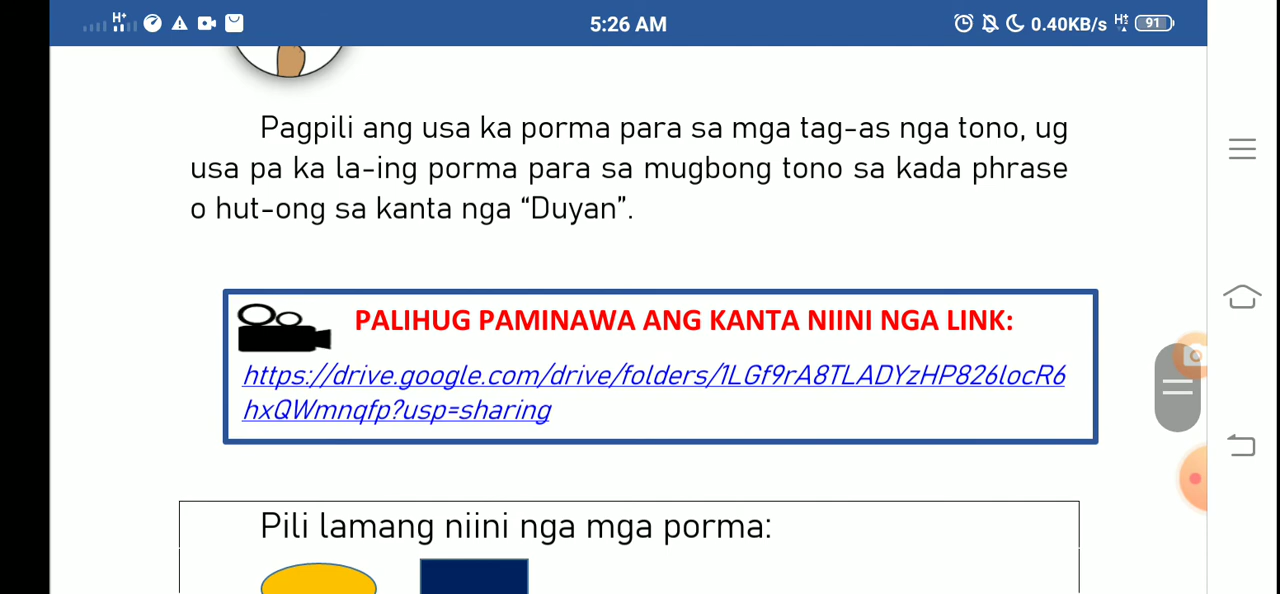 5:26 AM
0.40KB/s
91
Pagpili ang usa ka porma para sa mga tag-as nga tono, ug
usa pa ka la-ing porma para sa mugbong tono sa kada phrase
o hut-ong sa kanta nga “Duyan”.
PALIHUG PAMINAWA ANG KANTA NIINI NGA LINK:
https://drive.google.com/drive/folders/1LGf9rA8TLADYzHP826locR6
hxQWmnqfp?usp=sharing
Pili lamang niini nga mga porma: